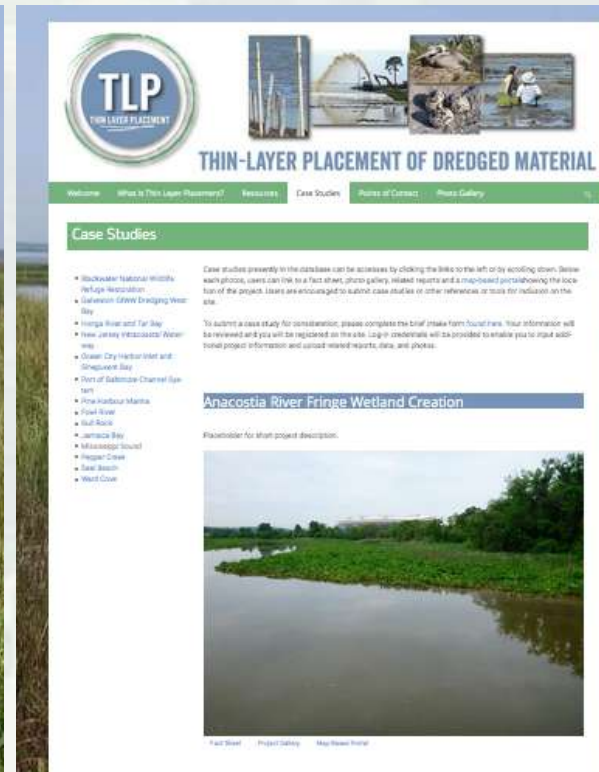 TLP
THIN LAYER PLACEMENT
THIN-LAYER PLACEMENT OF DREDGED MATERIAL
Welcome What is Thin Layer Placement? Resources Case Studies Points of Contact Photo Gallery
Case Studies
Blackwater National Wildlife
Refuge Restoration
Galveston GIWW Dredging West
Bay
Honga River and Tar Bay
New Jersey Intracoastal Water-
way
Ocean City Harbor Inlet and
Sinepuxent Bay
Port of Baltimore Channel Sys-
tem
Pine Harbour Marina
Fowl River
Gull Rock
Jamaica Bay
Mississippi Sound
Pepper Creek
Seal Beach
Ward Cove
Case studies presently in the database can be accesses by clicking the links to the left or by scrolling down. Below
each photos, users can link to a fact sheet, photo gallery, related reports and a map-based portalshowing the loca-
tion of the project. Users are encouraged to submit case studies or other references or tools for inclusion on the
site.
To submit a case study for consideration, please complete the brief intake form found here. Your information will
be reviewed and you will be registered on the site. Log-in credentials will be provided to enable you to input addi-
tional project information and upload related reports, data, and photos.
Anacostia River Fringe Wetland Creation
Placeholder for short project description.
Fact Sheet Project Gallery Map Based Portal